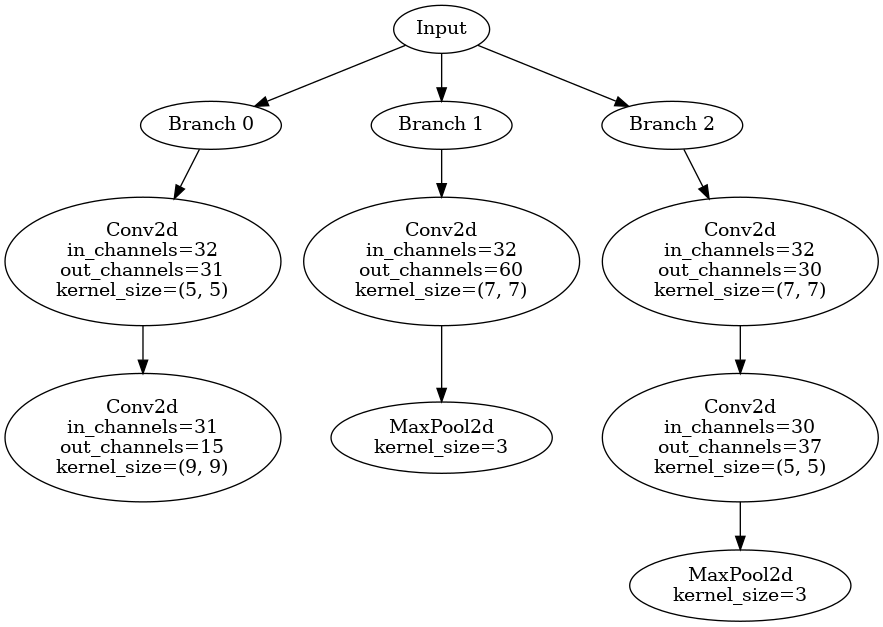 Input
Branch 0
Branch 1
Branch 2
Conv2d
in_channels=32
out_channels=31
kernel_size=(5, 5)
Conv2d
in_channels=32
out_channels=60
kernel_size=(7, 7)
Conv2d
in_channels=32
out_channels=30
kernel_size=(7, 7)
Conv2d
in_channels=31
out_channels=15
kernel_size=(9, 9)
MaxPool2d
kernel_size=3
Conv2d
in_channels=30
out_channels=37
kernel_size=(5, 5)
MaxPool2d
kernel_size=3